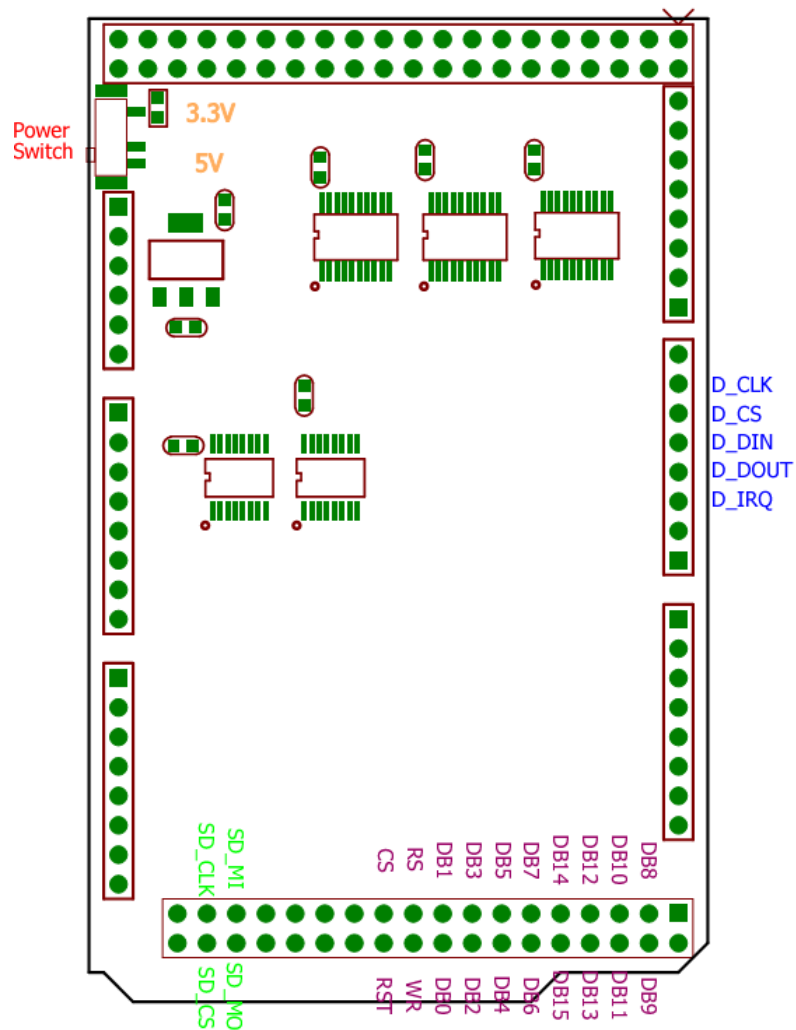 3.3V
Power
Switch
5V
D_CLK
D_CS
D_DIN
D_DOUT
D_IRQ
SD_CLK
SD_MI
CS
RS
DB1
DB3
DB5
DB7
DB14
DB12
DB10
DB8
SD_CS
SD_MO
RST
WR
DB0
DB2
DB4
DB6
DB15
DB13
DB11
DB9